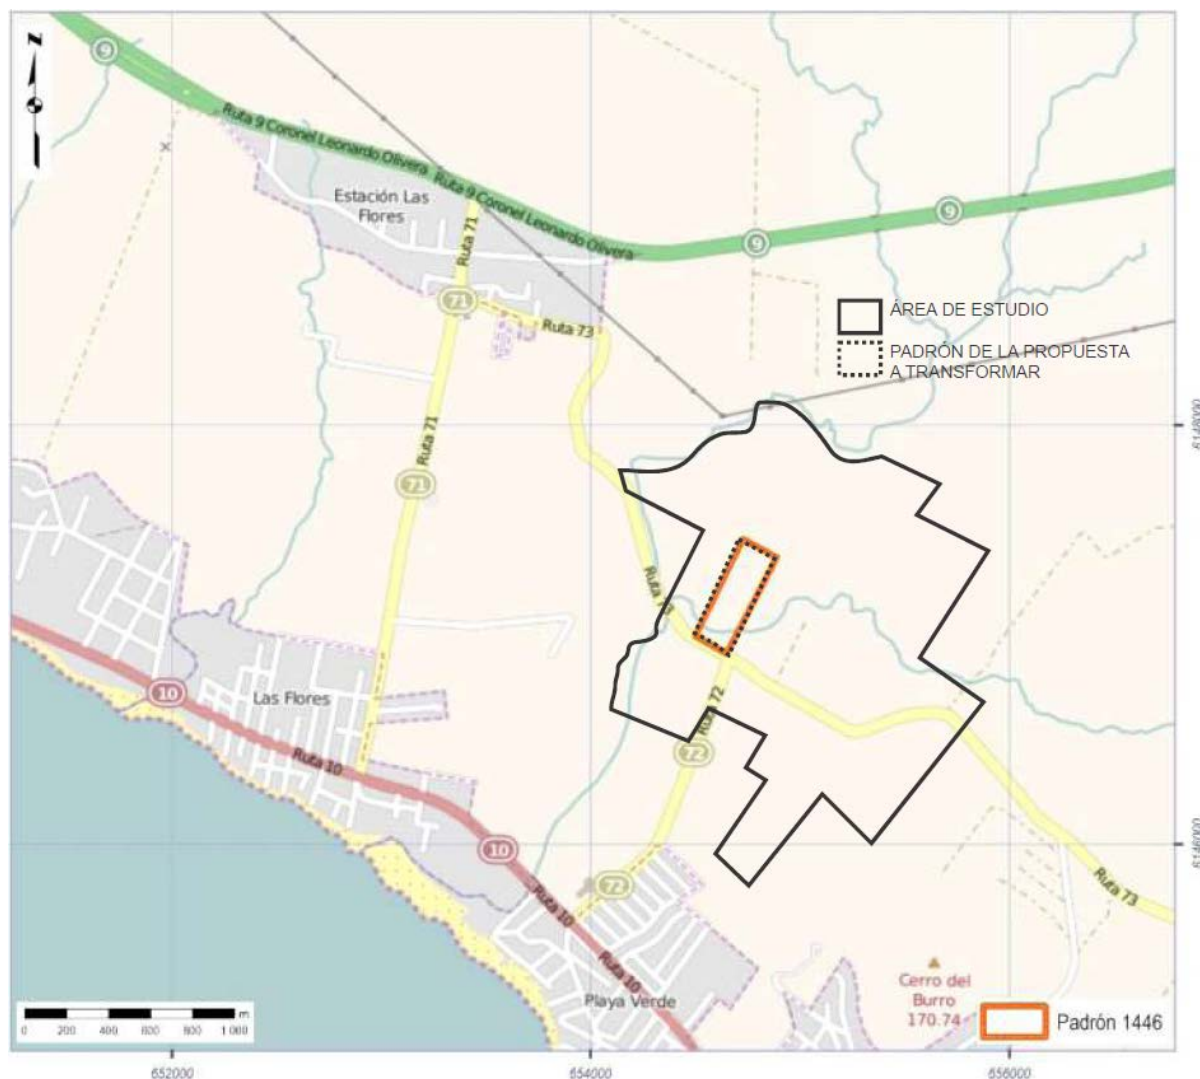 N
9
Ruta 9 Coronel Leonardo Olivera
Ruta 9 Coronel Leonardo Olivera
Estación Las
Flores
9
9
Ruta 71
71
Ruta 73
ÁREA DE ESTUDIO
PADRÓN DE LA PROPUESTA
A TRANSFORMAR
6148000
Ruta 71
71
10
Las Flores
Ruta 72
72
Ruta 10
6146000
10
72
Ruta 10
Ruta 73
Ruta 10
Playa Verde
Cerro del
Burro
170.74
Padrón 1446
m
0 200 400 600 800 1 000
652000
654000
656000